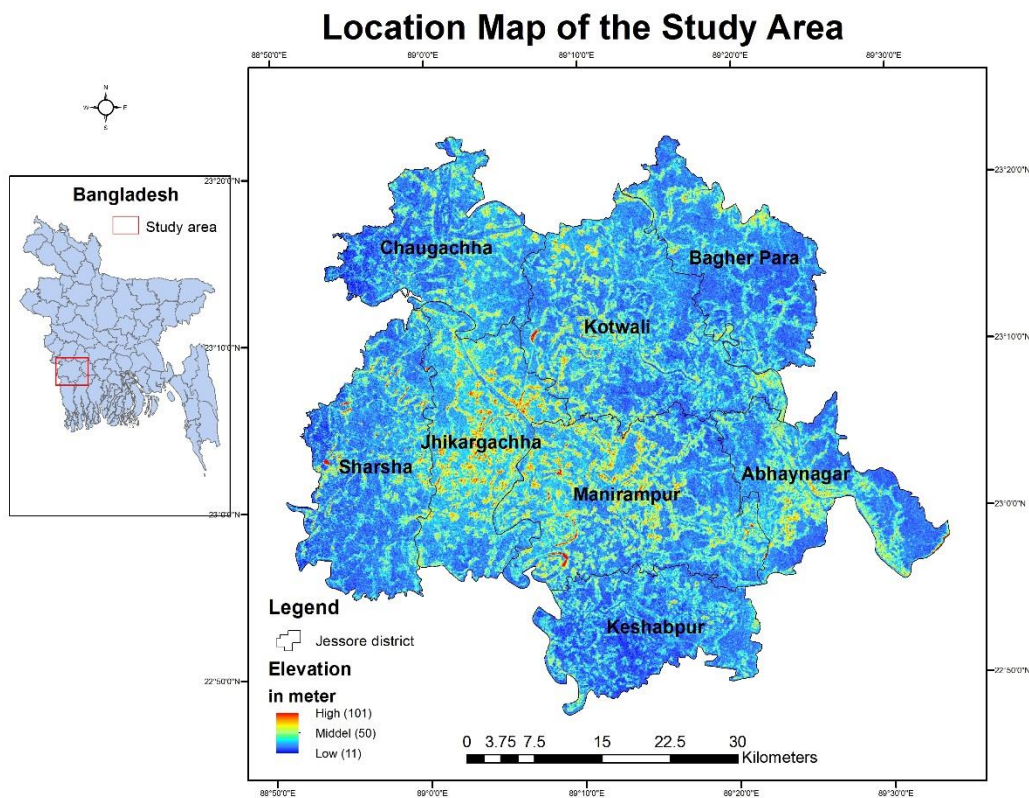 Location Map of the Study Area
88°50'0"E
89°0'0"E
89°10'0"E
89°20'0"E
89°30'0"E
N
W
E
S
23°20'0"N
23°20'0"N
Bangladesh
Study area
Chaugachha
Bagher Para
Kotwali
23°10'0"N
23°10'0"N
Jhikargachha
Sharsha
Manirampur
Abhaynagar
23°0'0"N
23°0'0"N
Legend
Jessore district
Keshabpur
Elevation
in meter
22°50'0"N
22°50'0"N
High (101)
Middel (50)
Low (11)
0 3.75 7.5 15 22.5 30
Kilometers
88°50'0"E
89°0'0"E
89°10'0"E
89°20'0"E
89°30'0"E